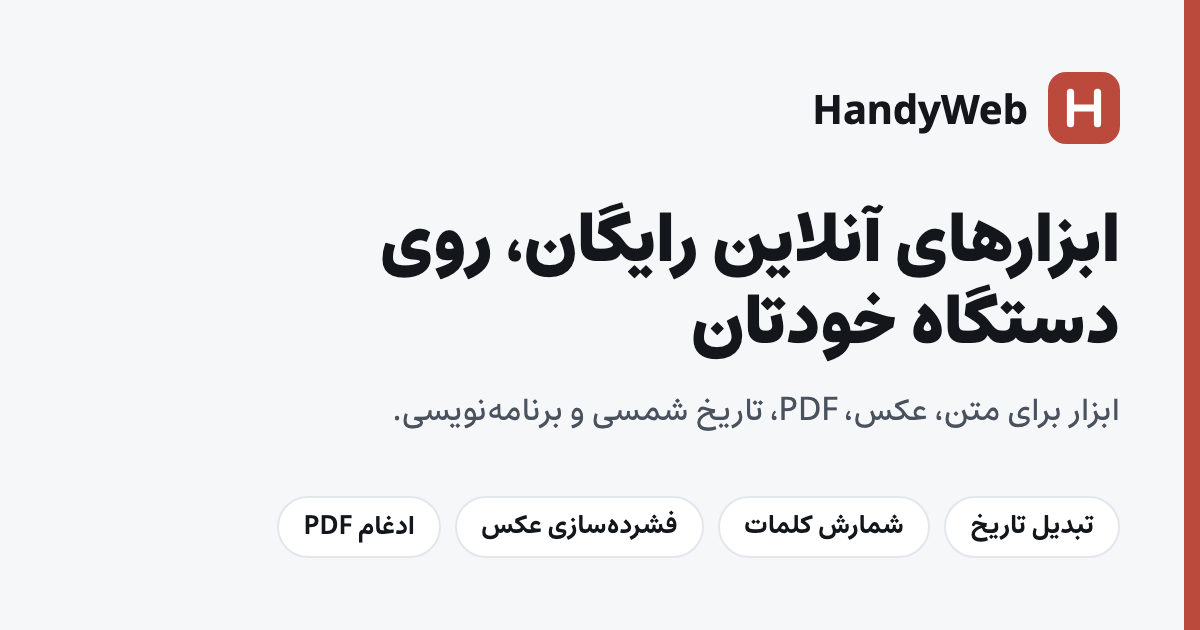 HandyWeb H
ابزارهای آنلاین رایگان، روی
دستگاه خودتان
ابزار برای متن، عکس، PDF، تاریخ شمسی و برنامه‌نویسی.
تبدیل تاریخ شمارش کلمات فشرده‌سازی عکس ادغام PDF